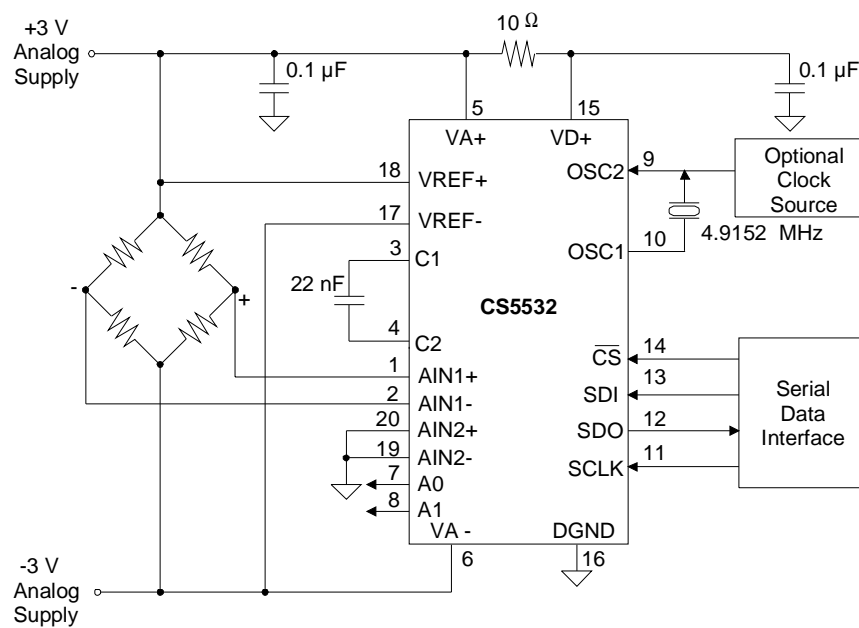 +3 V
Analog
Supply
10 Ω
0.1 µF
0.1 µF
5
15
VA+
VD+
18
VREF+
17
VREF-
3
C1
22 nF
4
C2
1
AIN1+
2
AIN1-
20
AIN2+
19
AIN2-
7
A0
8
A1
VA -
6
-
+
CS5532
OSC2
9
Optional
Clock
Source
4.9152 MHz
OSC1
10
CS
14
SDI
13
SDO
12
SCLK
11
Serial
Data
Interface
DGND
16
-3 V
Analog
Supply